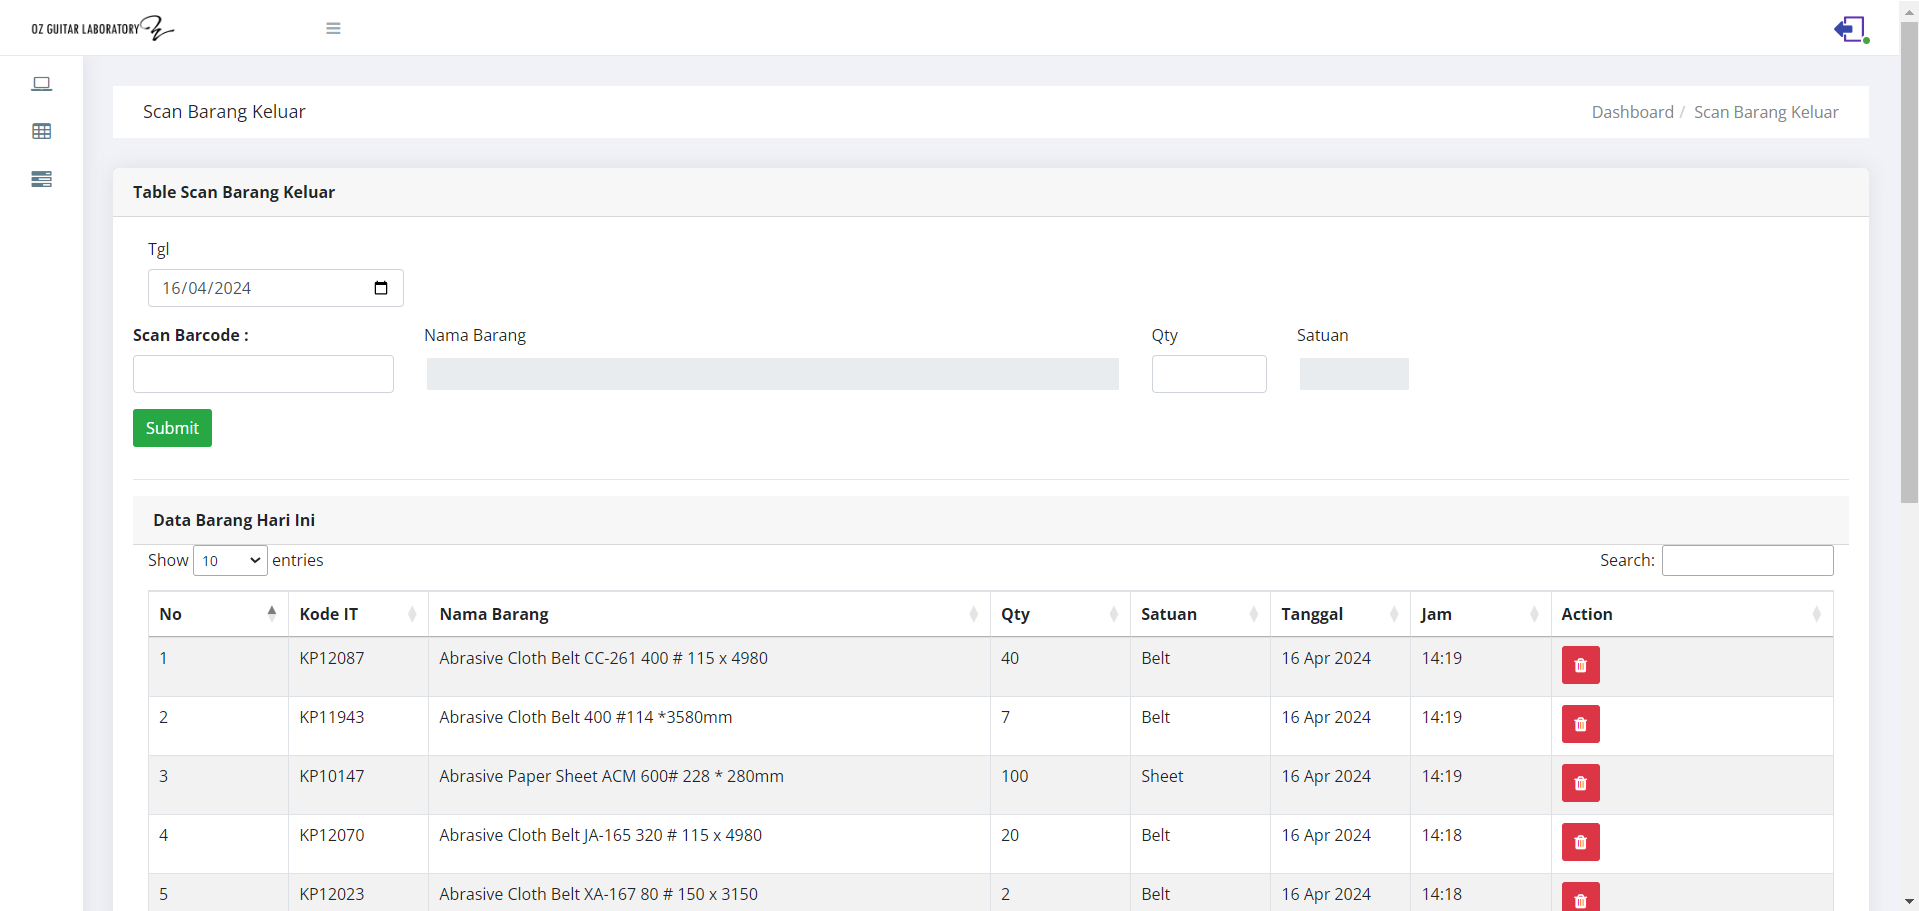 OZ GUITAR LABORATORY
Scan Barang Keluar
Dashboard / Scan Barang Keluar
Table Scan Barang Keluar
Tgl
16/04/2024
Scan Barcode : Nama Barang Qty Satuan
Submit
Data Barang Hari Ini
Show 10 entries Search:
No Kode IT Nama Barang Qty Satuan Tanggal Jam Action
1 KP12087 Abrasive Cloth Belt CC-261 400 # 115 x 4980 40 Belt 16 Apr 2024 14:19
2 KP11943 Abrasive Cloth Belt 400 #114 *3580mm 7 Belt 16 Apr 2024 14:19
3 KP10147 Abrasive Paper Sheet ACM 600# 228 * 280mm 100 Sheet 16 Apr 2024 14:19
4 KP12070 Abrasive Cloth Belt JA-165 320 # 115 x 4980 20 Belt 16 Apr 2024 14:18
5 KP12023 Abrasive Cloth Belt XA-167 80 # 150 x 3150 2 Belt 16 Apr 2024 14:18